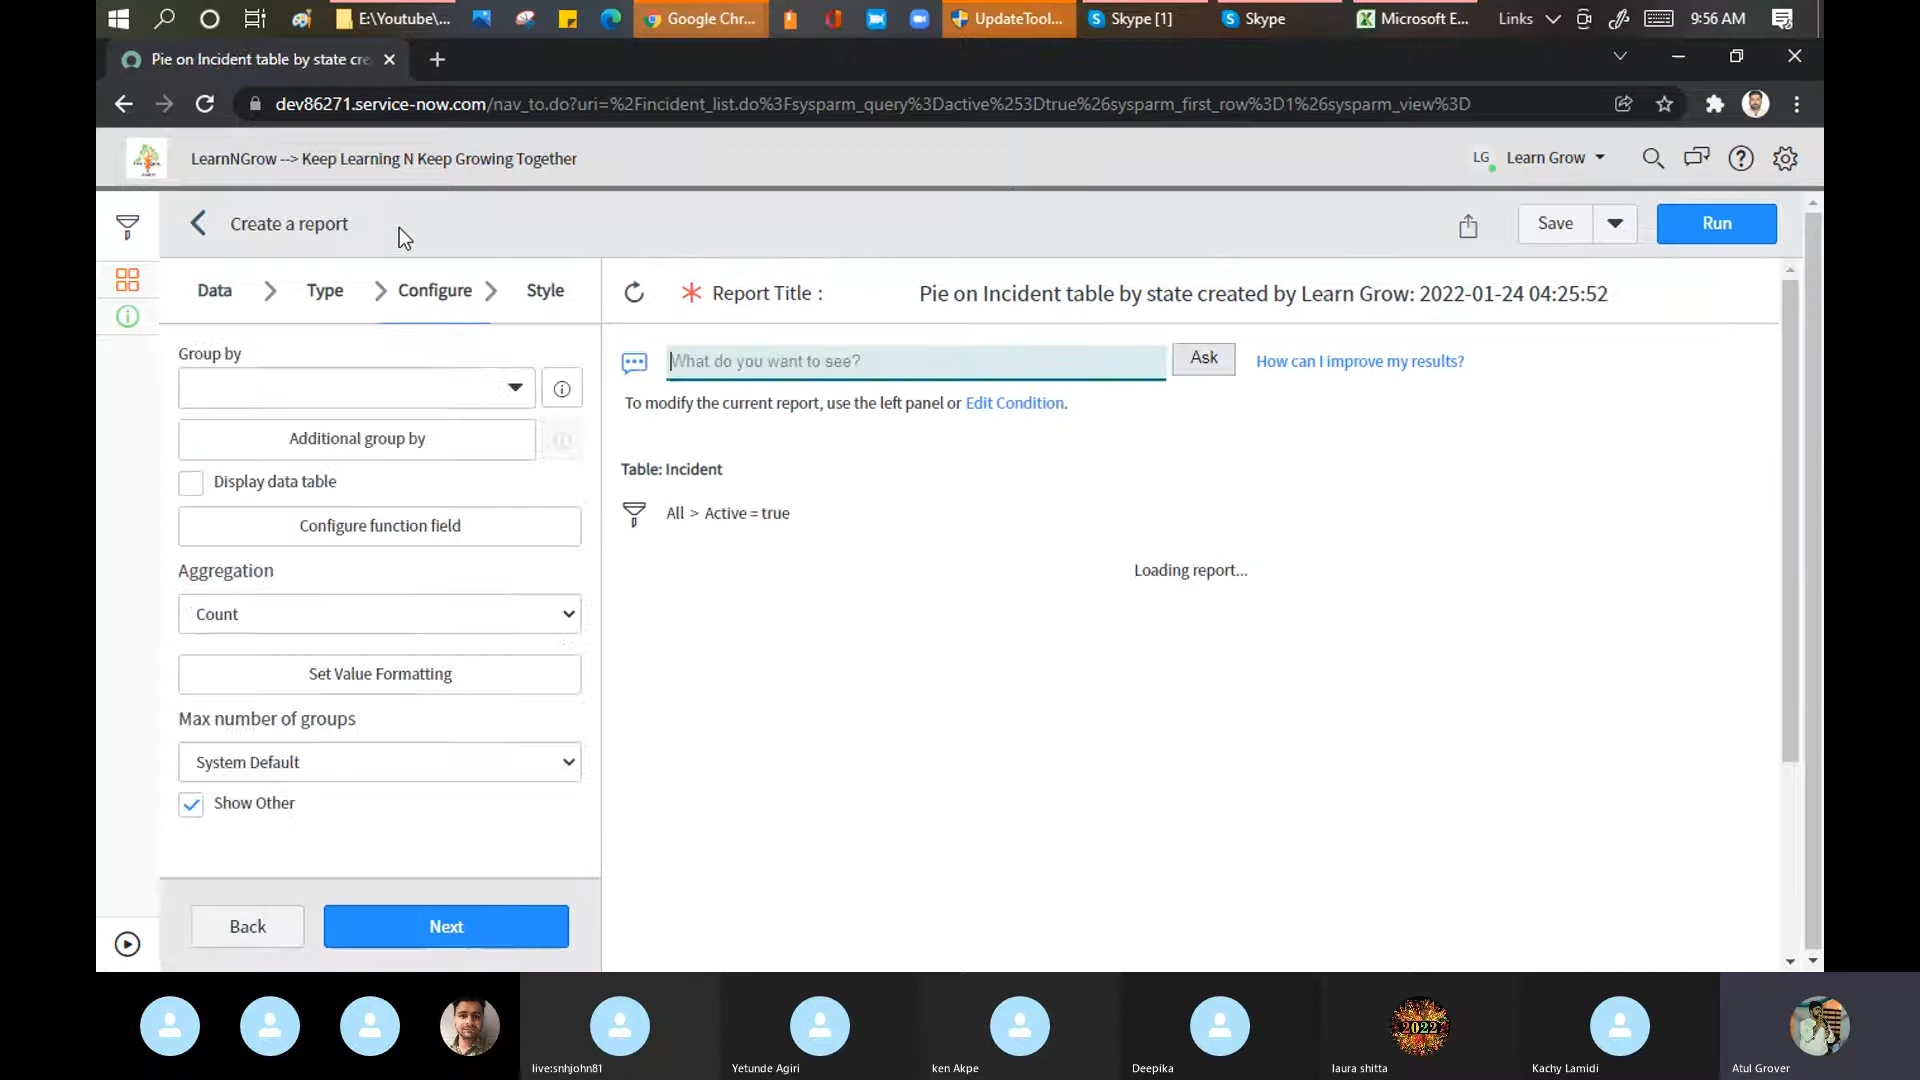 E:\Youtube\...
Google Chr...
UpdateTool...
Skype [1]
Skype
Microsoft E...
Links
9:56 AM
Pie on Incident table by state cre
dev86271.service-now.com/nav_to.do?uri=%2Fincident_list.do%3Fsysparm_query%3Dactive%253Dtrue%26sysparm_first_row%3D1%26sysparm_view%3D
LearnNGrow --> Keep Learning N Keep Growing Together
LG
Learn Grow
Create a report
Save
Run
Data
Type
Configure
Style
Report Title :
Pie on Incident table by state created by Learn Grow: 2022-01-24 04:25:52
Group by
What do you want to see?
Ask
How can I improve my results?
To modify the current report, use the left panel or Edit Condition.
Additional group by
Table: Incident
Display data table
All > Active = true
Configure function field
Aggregation
Loading report...
Count
Set Value Formatting
Max number of groups
System Default
Show Other
Back
Next
2022
live:snhjohn81
Yetunde Agiri
ken Akpe
Deepika
laura shitta
Kachy Lamidi
Atul Grover